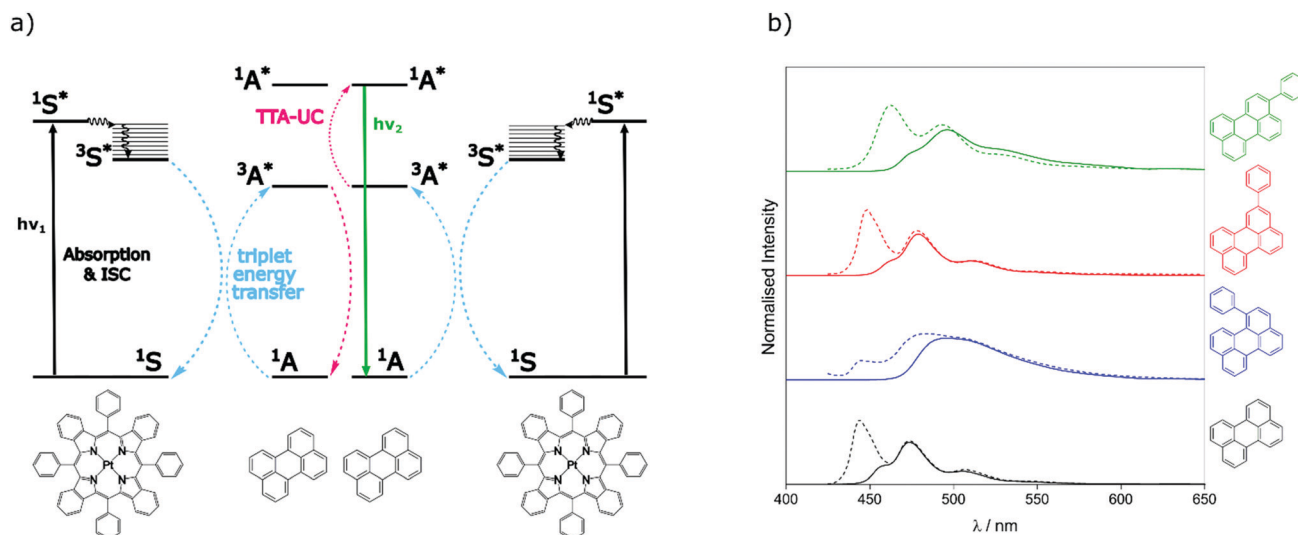 a)
¹S*
³S*
hν₁
Absorption
& ISC
¹S
¹A*
TTA-UC
³A*
triplet
energy
transfer
¹A
¹A*
hν₂
³A*
¹A
¹S*
³S*
¹S
N
N
Pt
N
N
N
N
Pt
N
N
b)
Normalised Intensity
400
450
500
550
600
650
λ / nm